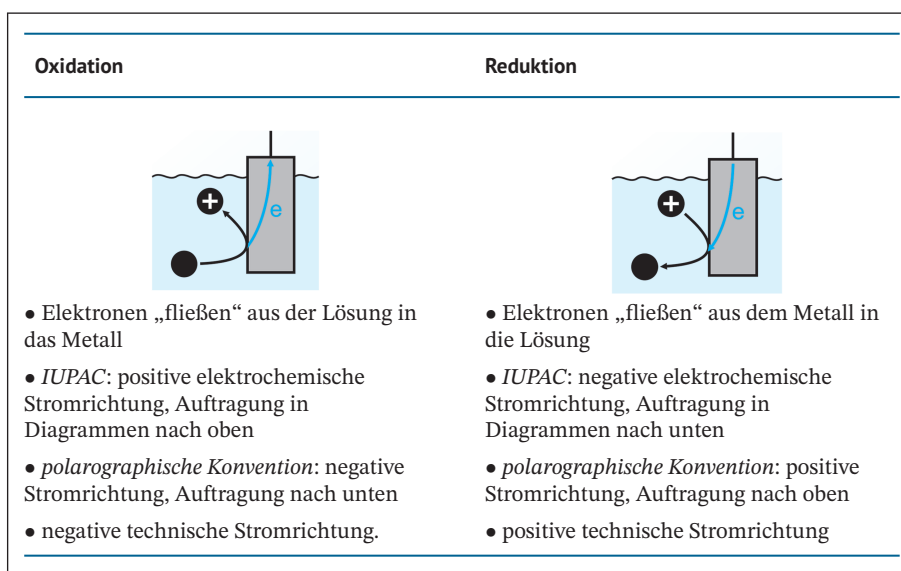 Oxidation
Reduktion
+
e
+
e
• Elektronen „fließen“ aus der Lösung in
das Metall
• IUPAC: positive elektrochemische
Stromrichtung, Auftragung in
Diagrammen nach oben
• polarographische Konvention: negative
Stromrichtung, Auftragung nach unten
• negative technische Stromrichtung.
• Elektronen „fließen“ aus dem Metall in
die Lösung
• IUPAC: negative elektrochemische
Stromrichtung, Auftragung in
Diagrammen nach unten
• polarographische Konvention: positive
Stromrichtung, Auftragung nach oben
• positive technische Stromrichtung